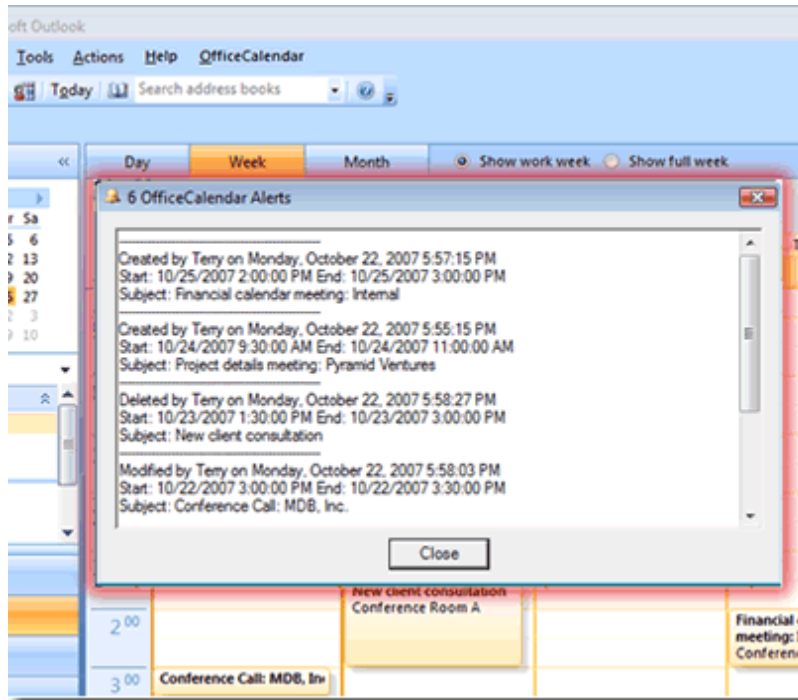 oft Outlook
Tools Actions Help OfficeCalendar
Today Search address books
Day Week Month Show work week Show full week
6 OfficeCalendar Alerts
r Sa
5 6
2 13
9 20
27
2 3
9 10
Created by Terry on Monday, October 22, 2007 5:57:15 PM
Start: 10/25/2007 2:00:00 PM End: 10/25/2007 3:00:00 PM
Subject: Financial calendar meeting: Internal
Created by Terry on Monday, October 22, 2007 5:55:15 PM
Start: 10/24/2007 9:30:00 AM End: 10/24/2007 11:00:00 AM
Subject: Project details meeting: Pyramid Ventures
Deleted by Terry on Monday, October 22, 2007 5:58:27 PM
Start: 10/23/2007 1:30:00 PM End: 10/23/2007 3:00:00 PM
Subject: New client consultation
Modified by Terry on Monday, October 22, 2007 5:58:03 PM
Start: 10/22/2007 3:00:00 PM End: 10/22/2007 3:30:00 PM
Subject: Conference Call: MDB, Inc.
Close
New client consultation
Conference Room A
2 00
Financial
meeting:
Conferen
3 00
Conference Call: MDB, In